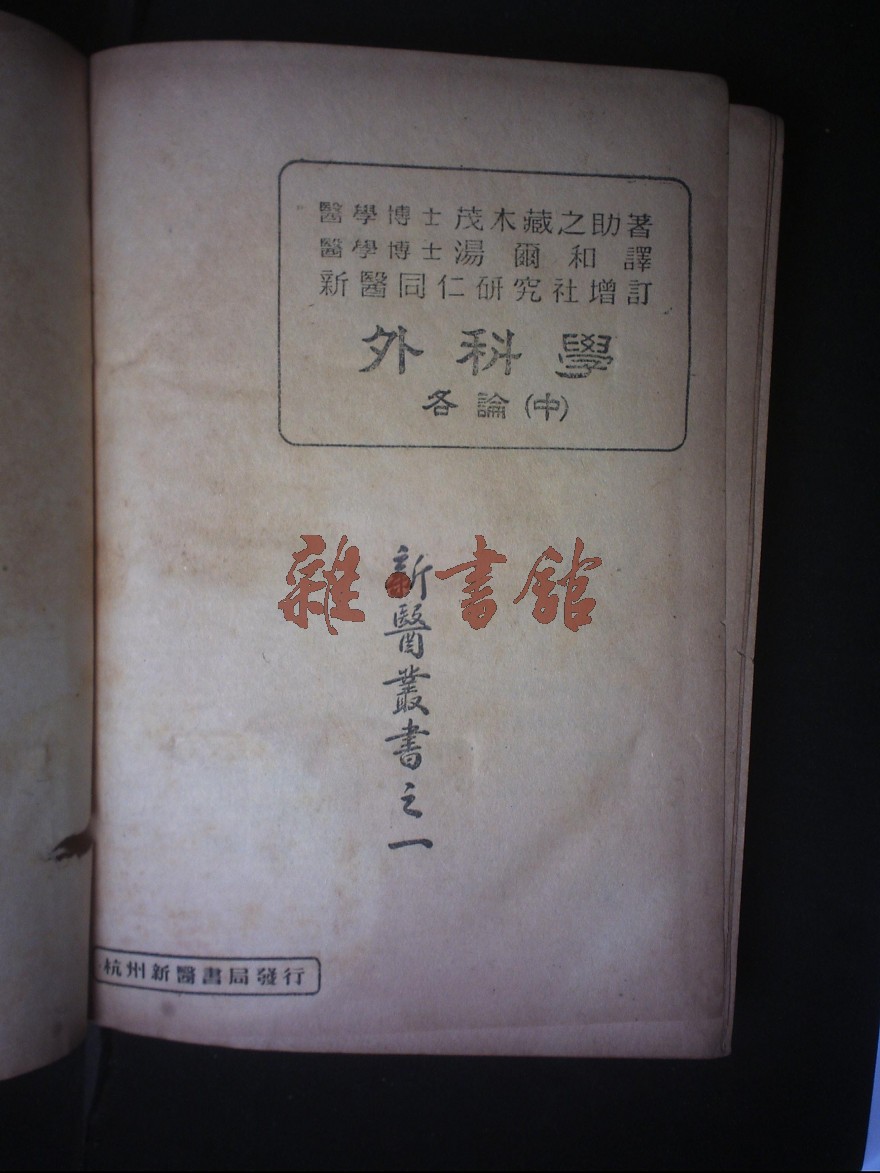 醫學博士茂木藏之助著
醫學博士湯爾和譯
新醫同仁研究社增訂
外科學
各論(中)
雜書館
新醫叢書之一
杭州新醫書局發行